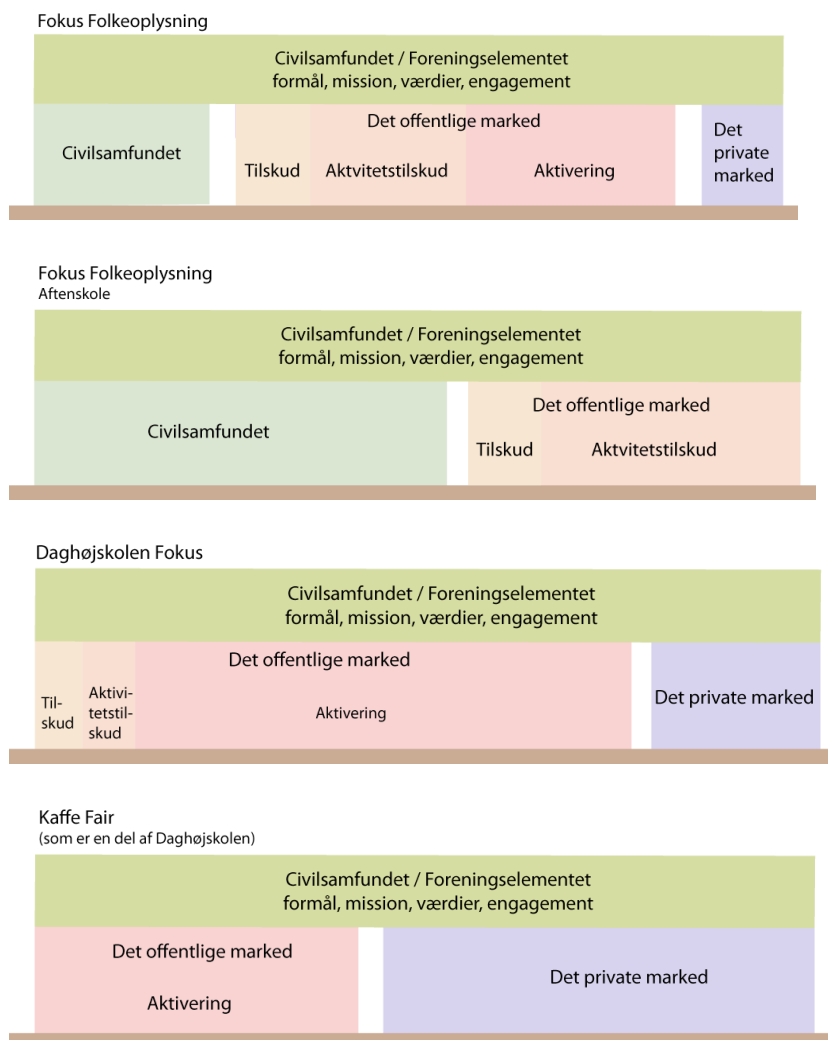 Fokus Folkeoplysning
Civilsamfundet / Foreningselementet
formål, mission, værdier, engagement
Civilsamfundet
Det offentlige marked
Tilskud
Aktvitetstilskud
Aktivering
Det
private
marked
Fokus Folkeoplysning
Aftenskole
Civilsamfundet / Foreningselementet
formål, mission, værdier, engagement
Civilsamfundet
Det offentlige marked
Tilskud
Aktvitetstilskud
Daghøjskolen Fokus
Civilsamfundet / Foreningselementet
formål, mission, værdier, engagement
Det offentlige marked
Til-
skud
Aktivi-
tetstil-
skud
Aktivering
Det private marked
Kaffe Fair
(som er en del af Daghøjskolen)
Civilsamfundet / Foreningselementet
formål, mission, værdier, engagement
Det offentlige marked
Aktivering
Det private marked